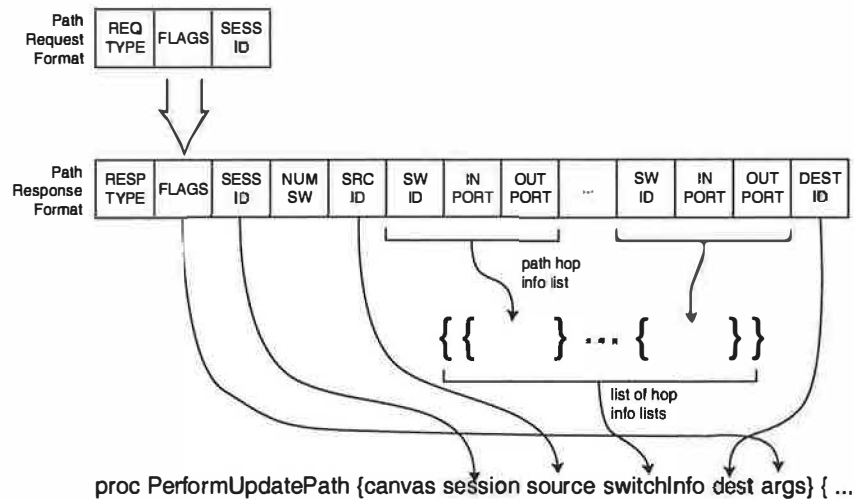 Path
Request
Format
REQ
TYPE
FLAGS
SESS
ID
Path
Response
Format
RESP
TYPE
FLAGS
SESS
ID
NUM
SW
SRC
ID
SW
ID
IN
PORT
OUT
PORT
...
SW
ID
IN
PORT
OUT
PORT
DEST
ID
path hop
info list
{ { } ... { } }
list of hop
info lists
proc PerformUpdatePath {canvas session source switchInfo dest args} { ...